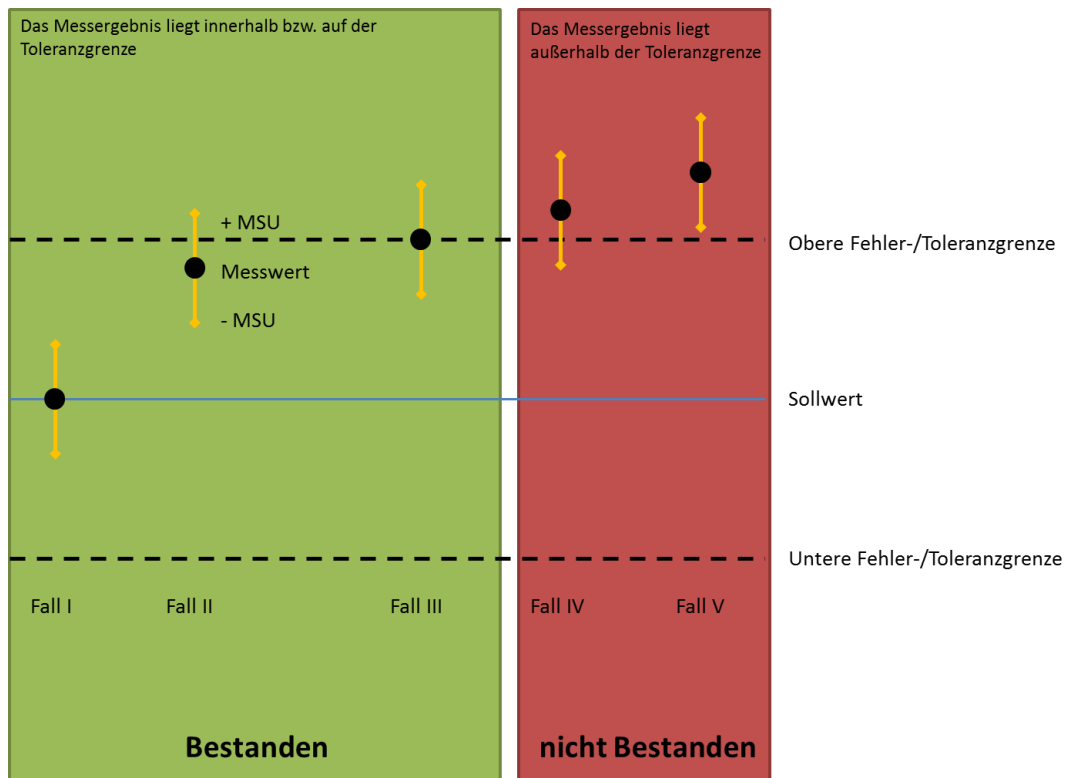 Das Messergebnis liegt innerhalb bzw. auf der
Toleranzgrenze
Das Messergebnis liegt
außerhalb der Toleranzgrenze
+ MSU
Messwert
- MSU
Obere Fehler-/Toleranzgrenze
Sollwert
Untere Fehler-/Toleranzgrenze
Fall I
Fall II
Fall III
Fall IV
Fall V
Bestanden
nicht Bestanden